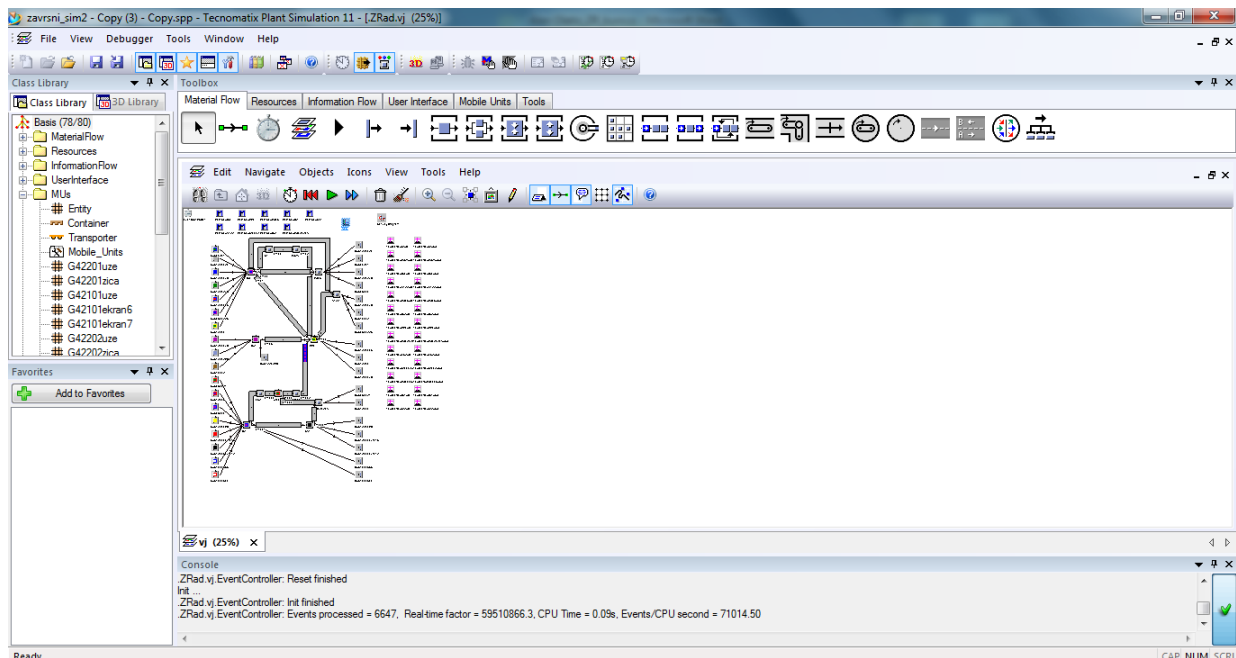 zavrsni_sim2 - Copy (3) - Copy.spp - Tecnomatix Plant Simulation 11 - [.ZRad.vj (25%)]
File View Debugger Tools Window Help
3D
Class Library
Toolbox
Class Library 3D Library
Material Flow Resources Information Flow User Interface Mobile Units Tools
Basis (78/80)
MaterialFlow
Resources
InformationFlow
UserInterface
MUs
Entity
Container
Transporter
Mobile_Units
G42201uze
G42201zica
G42101uze
G42101ekran6
G42101ekran7
G42202uze
G42202zica
Edit Navigate Objects Icons View Tools Help
Favorites
Add to Favorites
vj (25%)
Console
.ZRad.vj.EventController: Reset finished
Init ...
.ZRad.vj.EventController: Init finished
.ZRad.vj.EventController: Events processed = 6647, Real-time factor = 59510866.3, CPU Time = 0.09s, Events/CPU second = 71014.50
Ready
CAP NUM SCRL